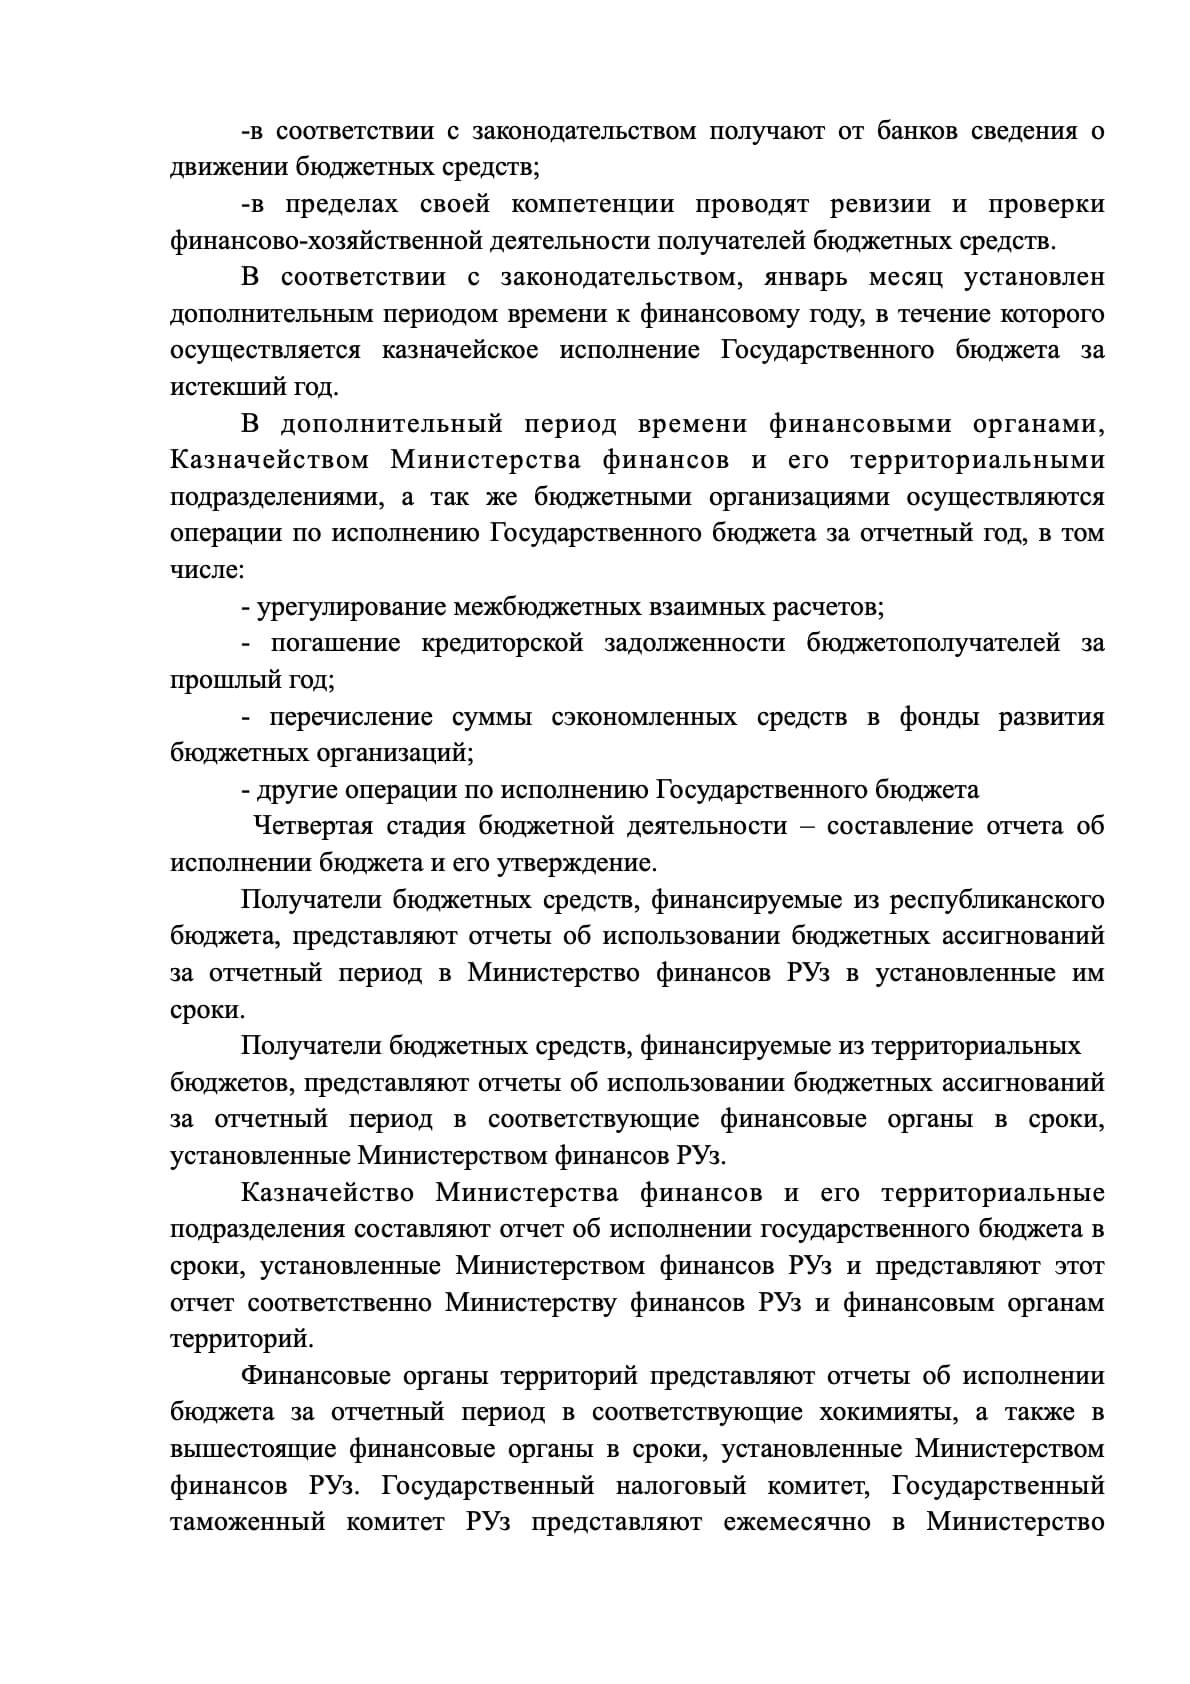 -в соответствии с законодательством получают от банков сведения о
движении бюджетных средств;
-в пределах своей компетенции проводят ревизии и проверки
финансово-хозяйственной деятельности получателей бюджетных средств.
В соответствии с законодательством, январь месяц установлен
дополнительным периодом времени к финансовому году, в течение которого
осуществляется казначейское исполнение Государственного бюджета за
истекший год.
В дополнительный период времени финансовыми органами,
Казначейством Министерства финансов и его территориальными
подразделениями, а так же бюджетными организациями осуществляются
операции по исполнению Государственного бюджета за отчетный год, в том
числе:
- урегулирование межбюджетных взаимных расчетов;
- погашение кредиторской задолженности бюджетополучателей за
прошлый год;
- перечисление суммы сэкономленных средств в фонды развития
бюджетных организаций;
- другие операции по исполнению Государственного бюджета
Четвертая стадия бюджетной деятельности – составление отчета об
исполнении бюджета и его утверждение.
Получатели бюджетных средств, финансируемые из республиканского
бюджета, представляют отчеты об использовании бюджетных ассигнований
за отчетный период в Министерство финансов РУз в установленные им
сроки.
Получатели бюджетных средств, финансируемые из территориальных
бюджетов, представляют отчеты об использовании бюджетных ассигнований
за отчетный период в соответствующие финансовые органы в сроки,
установленные Министерством финансов РУз.
Казначейство Министерства финансов и его территориальные
подразделения составляют отчет об исполнении государственного бюджета в
сроки, установленные Министерством финансов РУз и представляют этот
отчет соответственно Министерству финансов РУз и финансовым органам
территорий.
Финансовые органы территорий представляют отчеты об исполнении
бюджета за отчетный период в соответствующие хокимияты, а также в
вышестоящие финансовые органы в сроки, установленные Министерством
финансов РУз. Государственный налоговый комитет, Государственный
таможенный комитет РУз представляют ежемесячно в Министерство